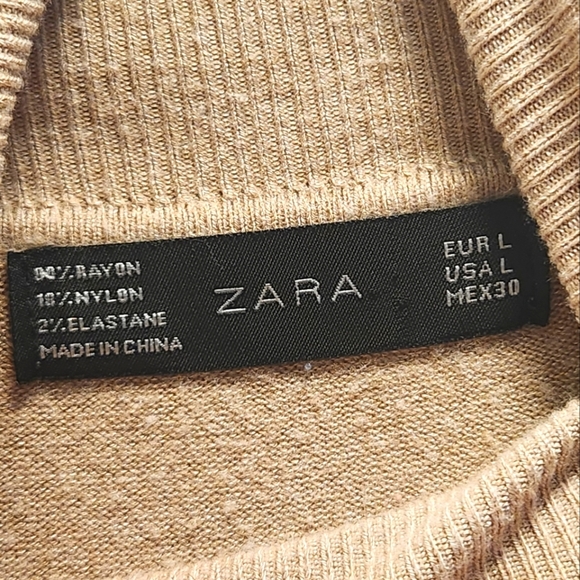 80% RAYON
18% NYLON
2% ELASTANE
MADE IN CHINA
ZARA
EUR L
USA L
MEX30